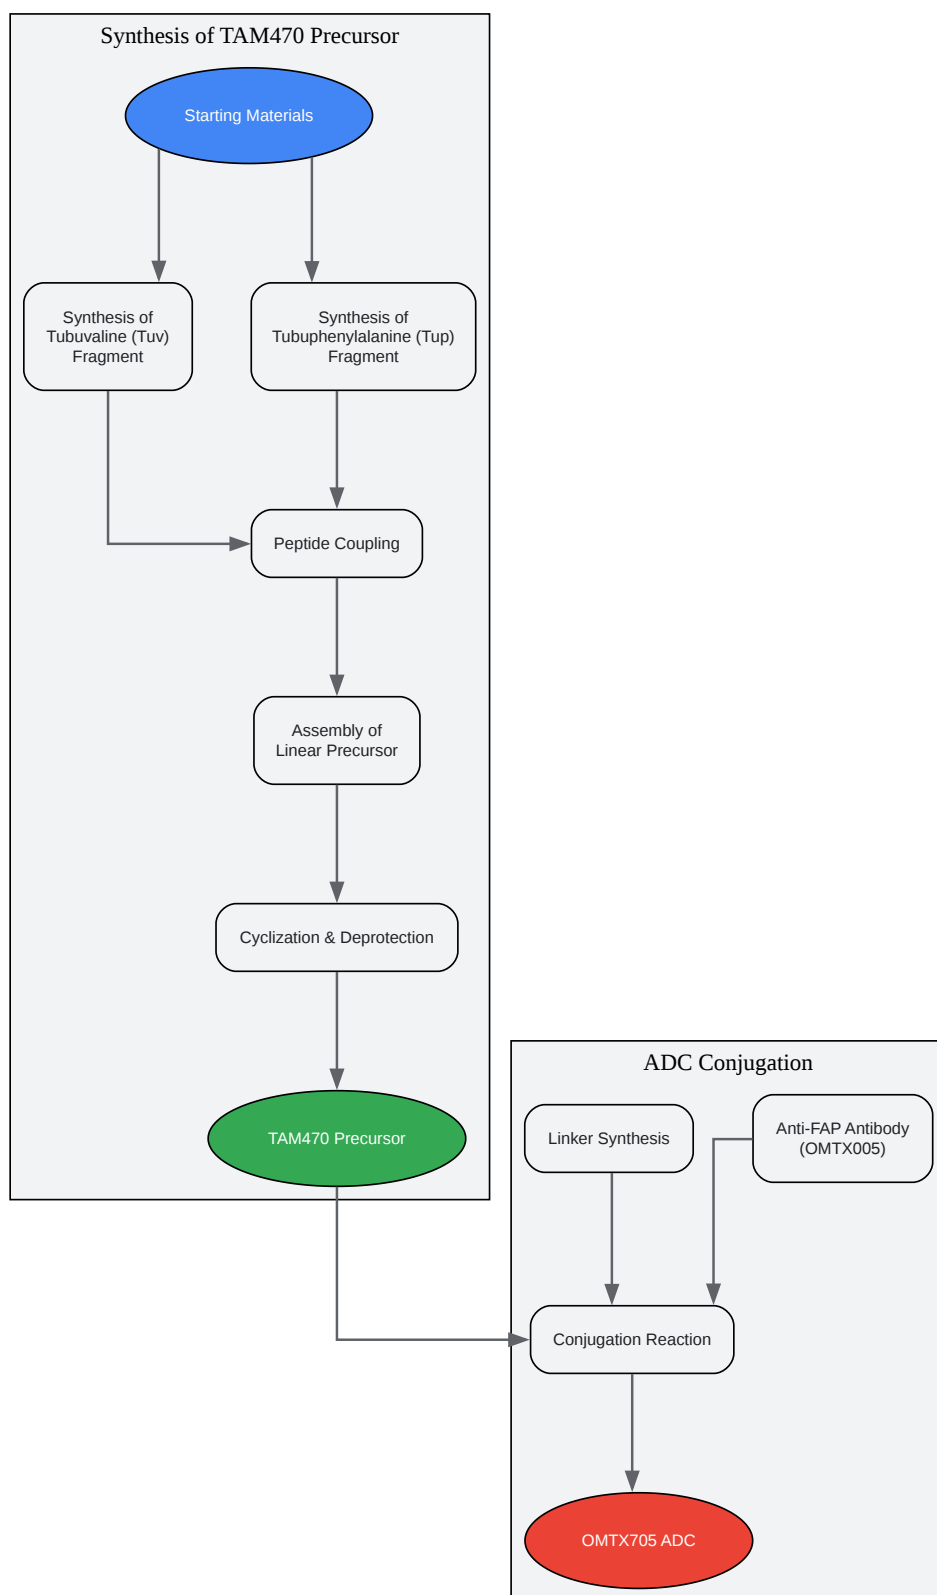 Synthesis of TAM470 Precursor
Starting Materials
Synthesis of
Tubuvaline (Tuv)
Fragment
Synthesis of
Tubuphenylalanine (Tup)
Fragment
Peptide Coupling
Assembly of
Linear Precursor
Cyclization & Deprotection
TAM470 Precursor
ADC Conjugation
Linker Synthesis
Anti-FAP Antibody
(OMTX005)
Conjugation Reaction
OMTX705 ADC